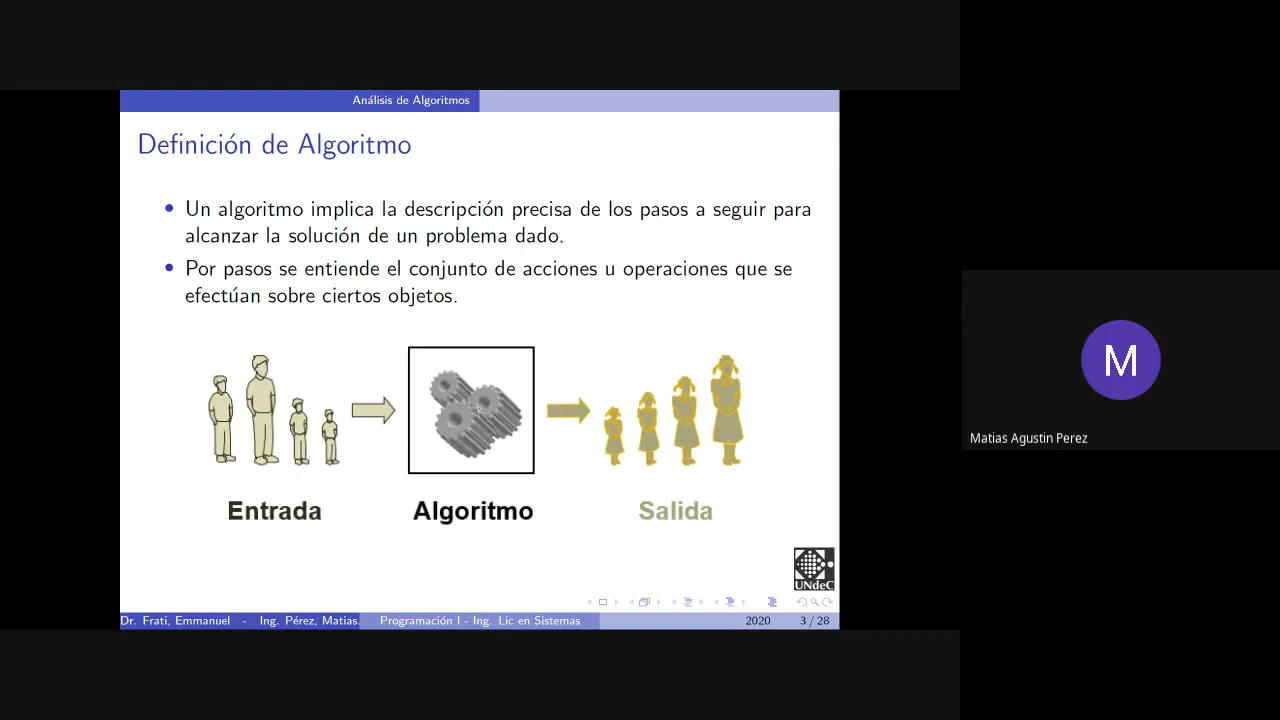 Análisis de Algoritmos
Definición de Algoritmo
Un algoritmo implica la descripción precisa de los pasos a seguir para
alcanzar la solución de un problema dado.
Por pasos se entiende el conjunto de acciones u operaciones que se
efectúan sobre ciertos objetos.
Entrada
Algoritmo
Salida
UNdeC
Dr. Frati, Emmanuel - Ing. Pérez, Matias. Programación I - Ing. Lic en Sistemas 2020 3 / 28
M
Matias Agustin Perez